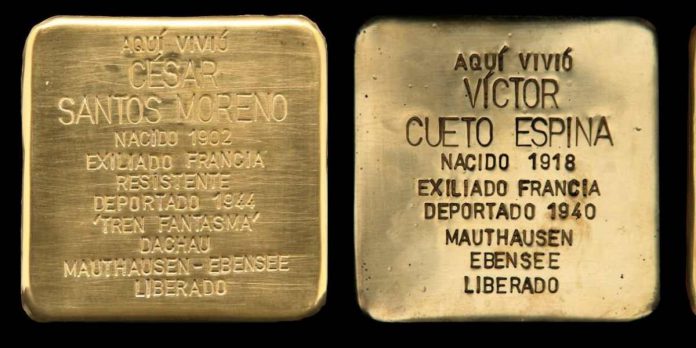 AQUÍ VIVIÓ
CÉSAR
SANTOS MORENO
NACIDO 1902
EXILIADO FRANCIA
RESISTENTE
DEPORTADO 1944
'TREN FANTASMA'
DACHAU
MAUTHAUSEN-EBENSEE
LIBERADO
AQUÍ VIVIÓ
VÍCTOR
CUETO ESPINA
NACIDO 1918
EXILIADO FRANCIA
DEPORTADO 1940
MAUTHAUSEN
EBENSEE
LIBERADO